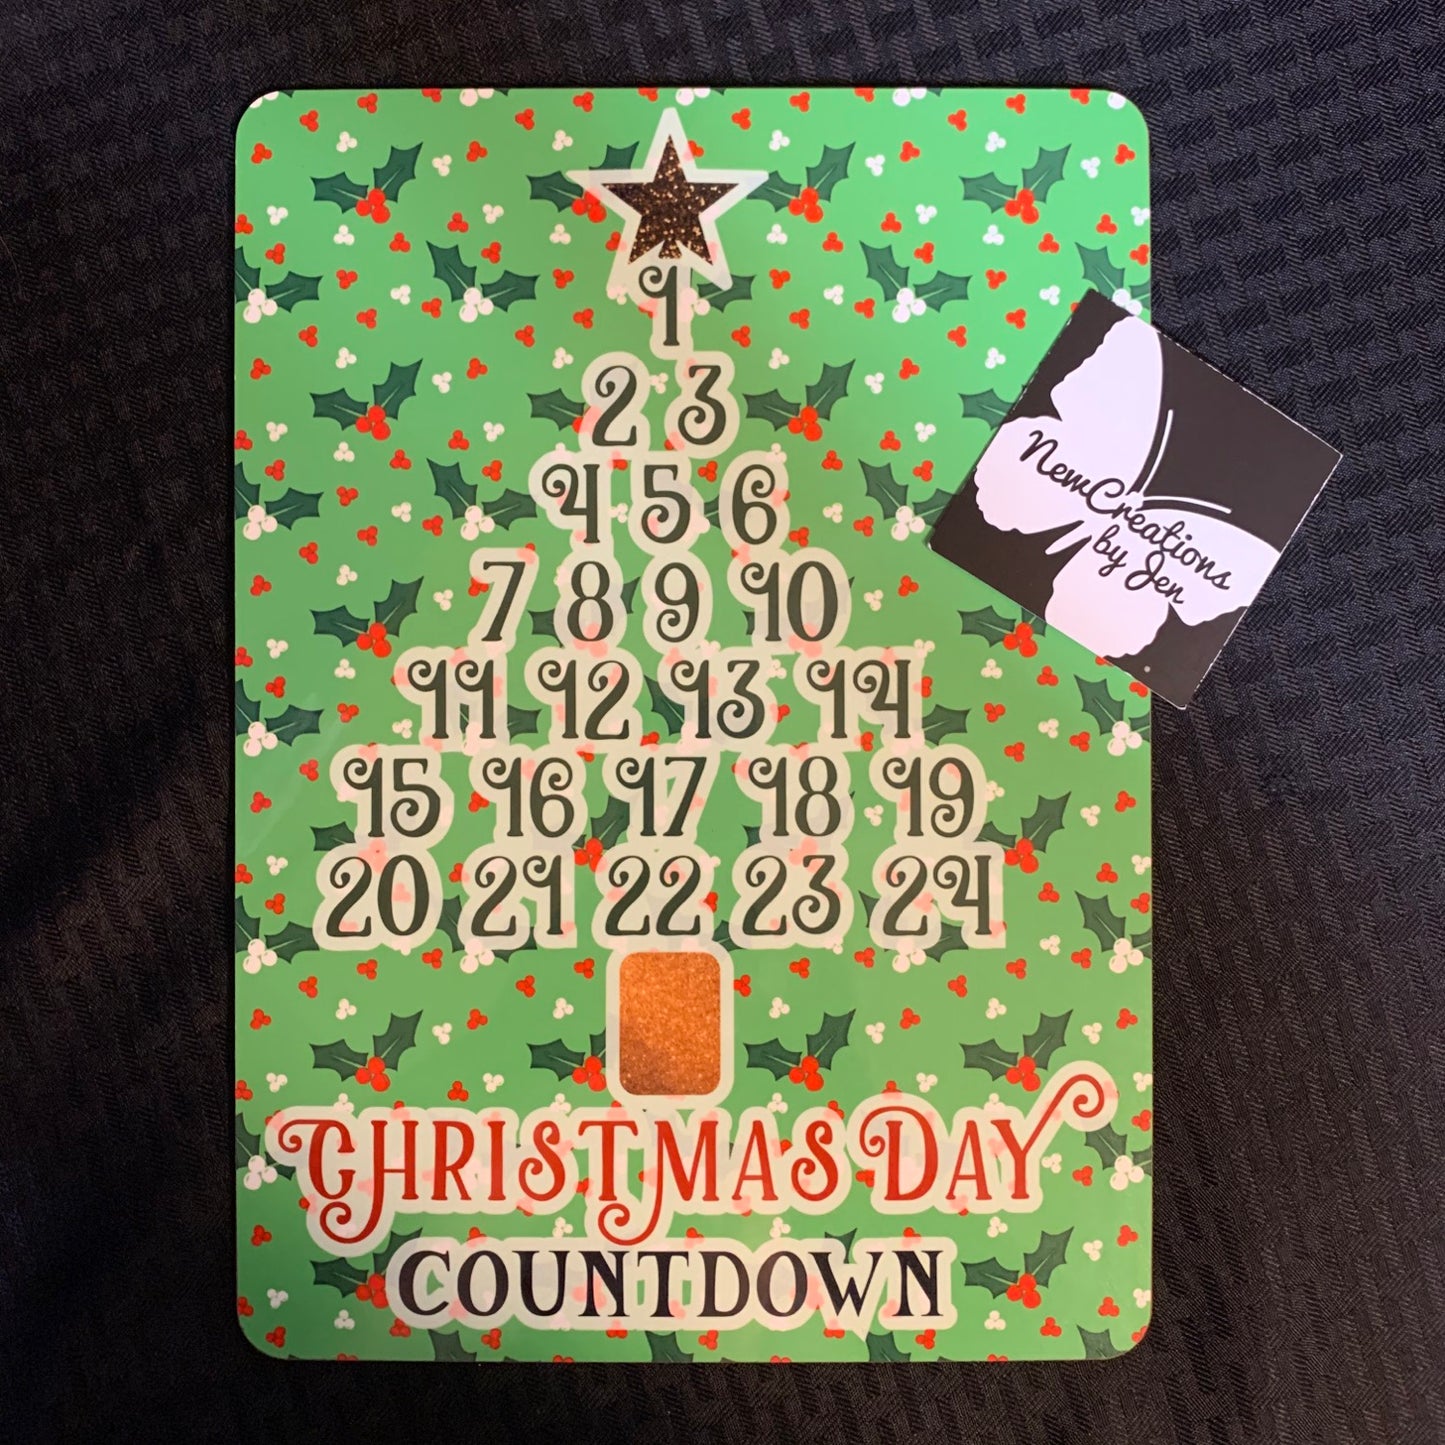 1
2 3
4 5 6
7 8 9 10
11 12 13 14
15 16 17 18 19
20 21 22 23 24
CHRISTMAS DAY
COUNTDOWN
NewCreations
by Jen